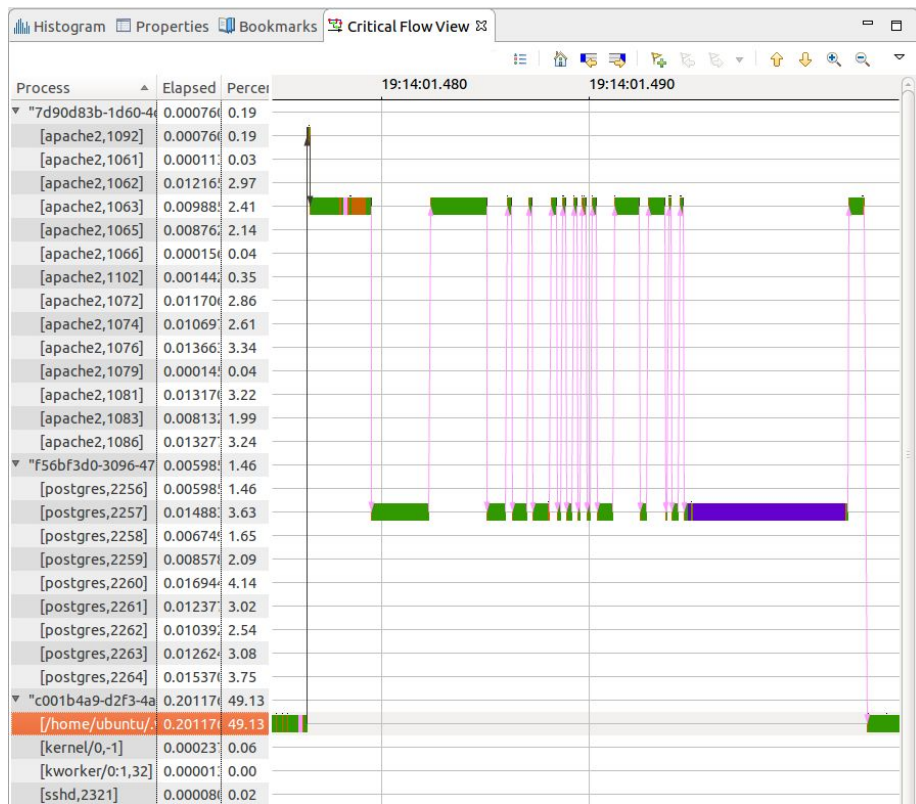 Histogram Properties Bookmarks Critical Flow View
Process Elapsed Percer 19:14:01.480 19:14:01.490
"7d90d83b-1d60-4e 0.00076( 0.19
[apache2,1092] 0.00076( 0.19
[apache2,1061] 0.00011: 0.03
[apache2,1062] 0.01216! 2.97
[apache2,1063] 0.00988! 2.41
[apache2,1065] 0.00876: 2.14
[apache2,1066] 0.00015( 0.04
[apache2,1102] 0.00144: 0.35
[apache2,1072] 0.01170( 2.86
[apache2,1074] 0.01069' 2.61
[apache2,1076] 0.01366: 3.34
[apache2,1079] 0.00014! 0.04
[apache2,1081] 0.01317( 3.22
[apache2,1083] 0.00813: 1.99
[apache2,1086] 0.01327' 3.24
"f56bf3d0-3096-47 0.00598! 1.46
[postgres,2256] 0.00598! 1.46
[postgres,2257] 0.01488: 3.63
[postgres,2258] 0.00674! 1.65
[postgres,2259] 0.00857( 2.09
[postgres,2260] 0.01694 4.14
[postgres,2261] 0.01237' 3.02
[postgres,2262] 0.01039: 2.54
[postgres,2263] 0.01262 3.08
[postgres,2264] 0.01537( 3.75
"c001b4a9-d2f3-4a 0.20117( 49.13
[/home/ubuntu/. 0.20117( 49.13
[kernel/0,-1] 0.00023' 0.06
[kworker/0:1,32] 0.00001: 0.00
[sshd,2321] 0.00008( 0.02